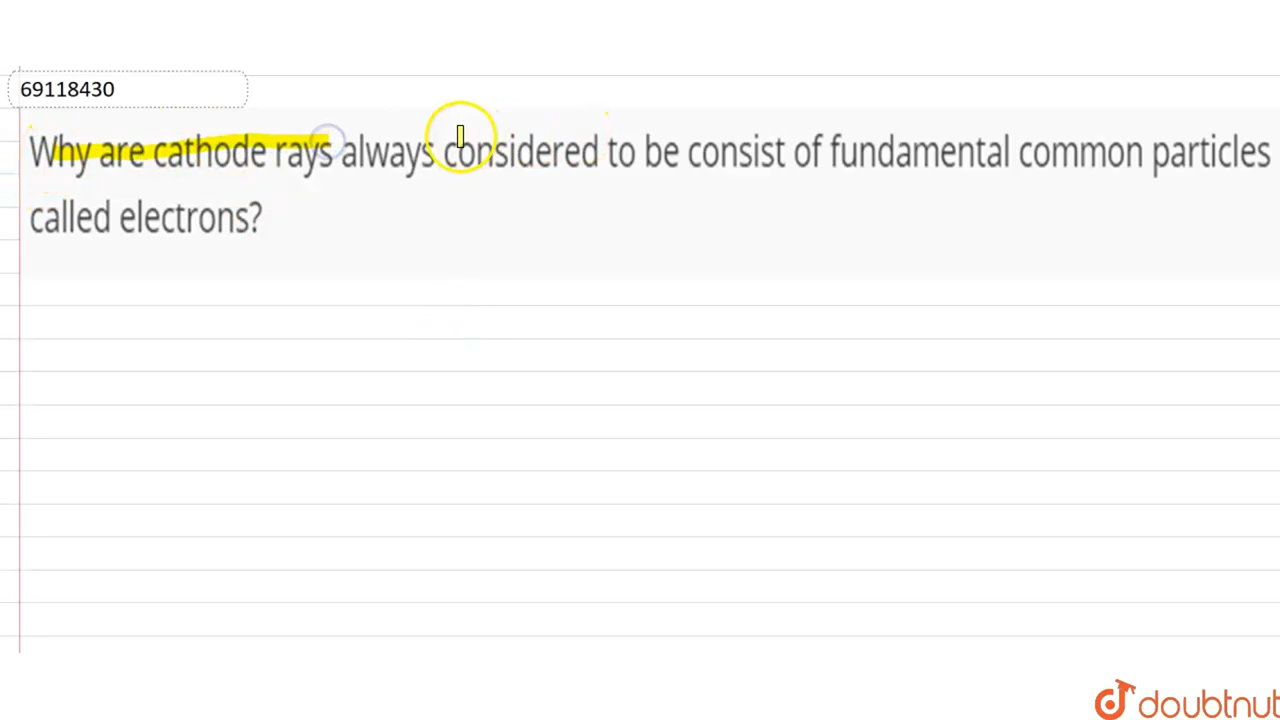 69118430
Why are cathode rays always considered to be consist of fundamental common particles
called electrons?
doubtnut